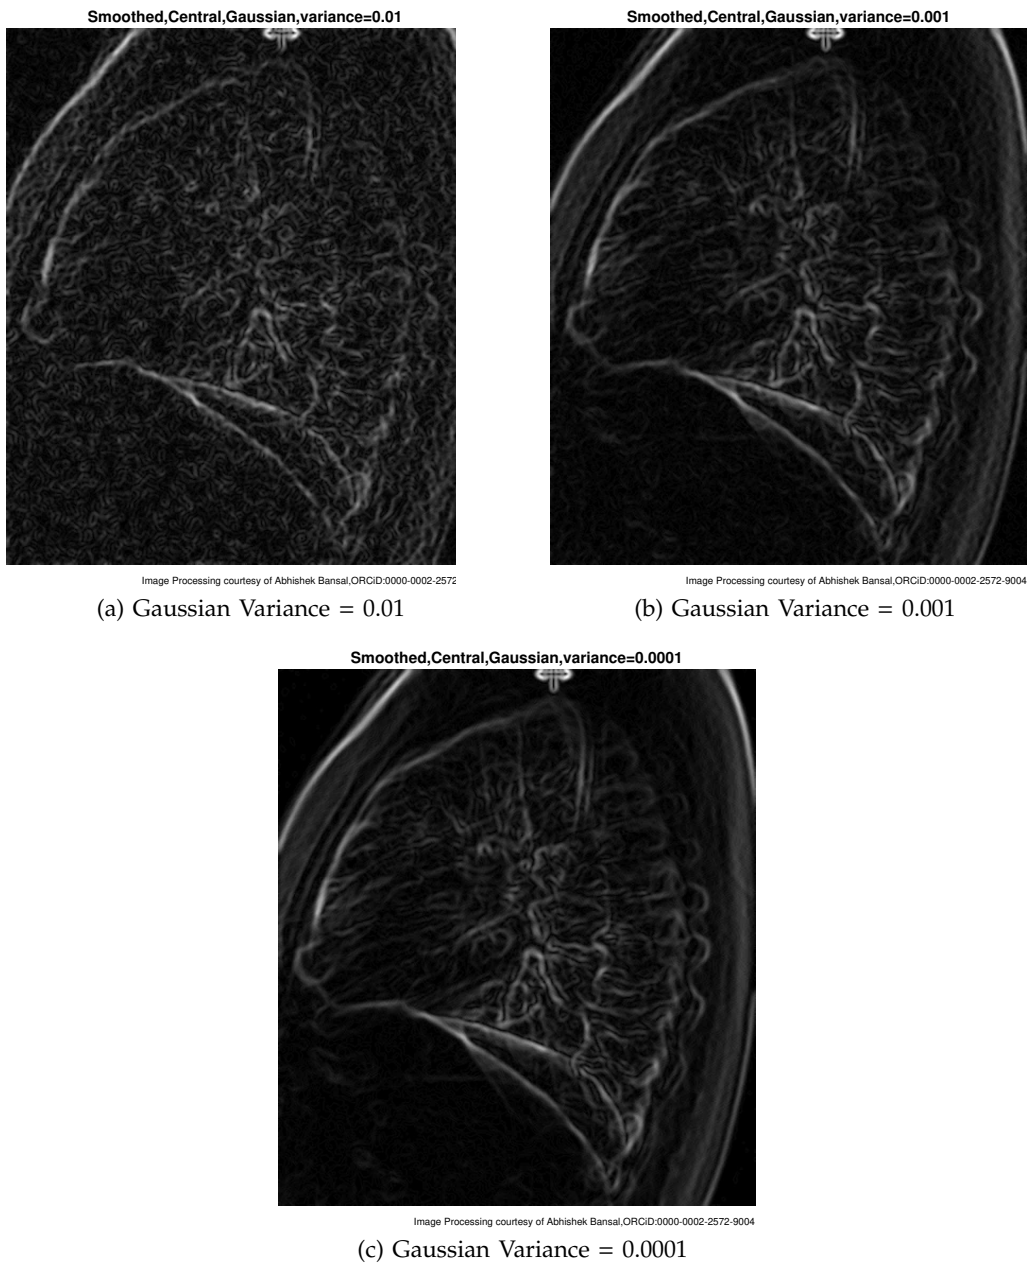 Smoothed,Central,Gaussian,variance=0.01
Smoothed,Central,Gaussian,variance=0.001
Image Processing courtesy of Abhishek Bansal,ORCiD:0000-0002-2572
Image Processing courtesy of Abhishek Bansal,ORCiD:0000-0002-2572-9004
(a) Gaussian Variance = 0.01
(b) Gaussian Variance = 0.001
Smoothed,Central,Gaussian,variance=0.0001
Image Processing courtesy of Abhishek Bansal,ORCiD:0000-0002-2572-9004
(c) Gaussian Variance = 0.0001